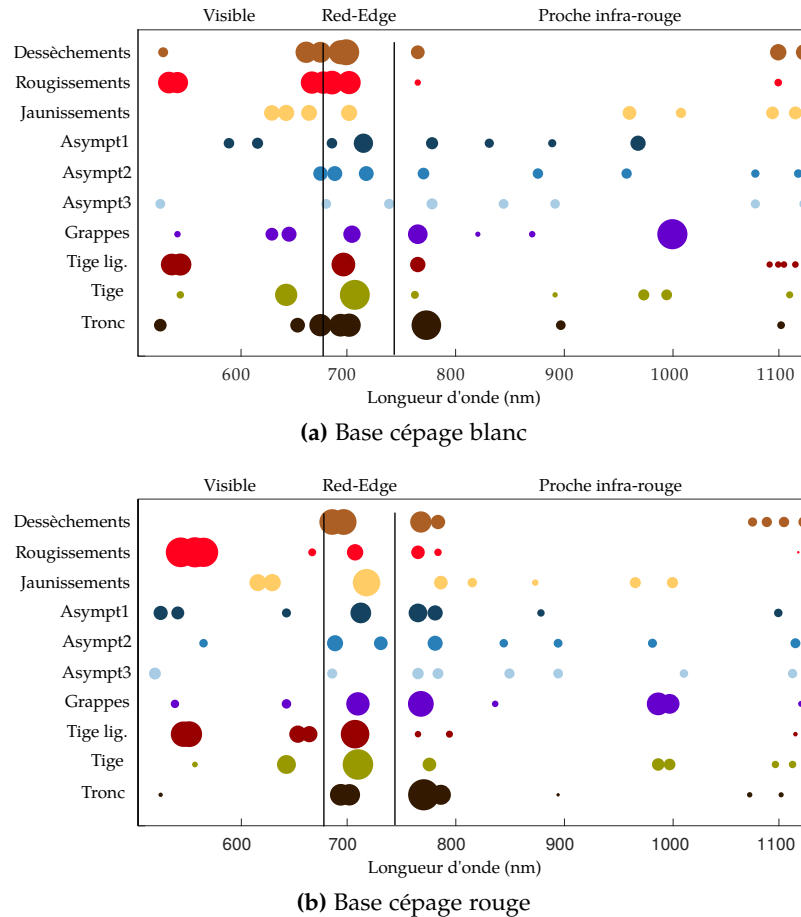 Visible Red-Edge Proche infra-rouge
Dessèchements
Rougissements
Jaunissements
Asympt1
Asympt2
Asympt3
Grappes
Tige lig.
Tige
Tronc
600 700 800 900 1000 1100
Longueur d'onde (nm)
(a) Base cépage blanc
Visible Red-Edge Proche infra-rouge
Dessèchements
Rougissements
Jaunissements
Asympt1
Asympt2
Asympt3
Grappes
Tige lig.
Tige
Tronc
600 700 800 900 1000 1100
Longueur d'onde (nm)
(b) Base cépage rouge